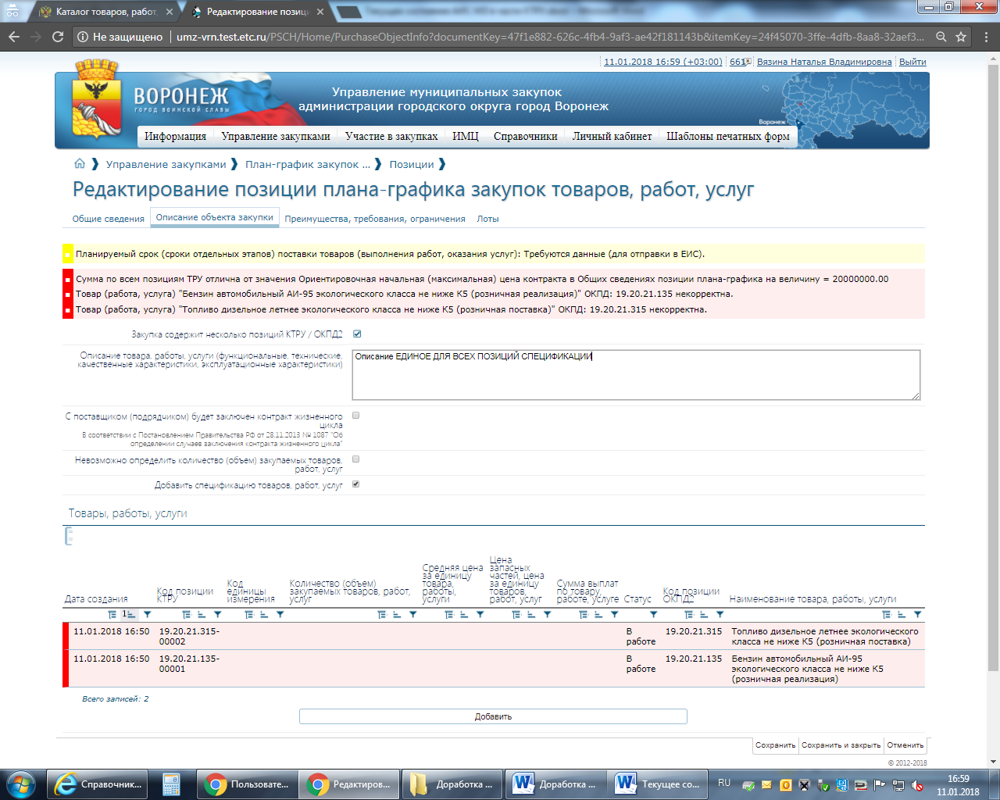 Каталог товаров, работ,
Редактирование позици
Не защищено
umz-vrn.test.etc.ru/PSCH/Home/PurchaseObjectInfo?documentKey=47f1e882-626c-4fb4-9af3-ae42f181143b&itemKey=24f45070-3ffe-4dfb-8aa8-32aef3...
11.01.2018 16:59 (+03:00)
661
Вязина Наталья Владимировна
Выйти
ВОРОНЕЖ
ГОРОД ВОИНСКОЙ СЛАВЫ
Управление муниципальных закупок
администрации городского округа город Воронеж
Воронеж
Информация
Управление закупками
Участие в закупках
ИМЦ
Справочники
Личный кабинет
Шаблоны печатных форм
Управление закупками
План-график закупок ...
Позиции
Редактирование позиции плана-графика закупок товаров, работ, услуг
Общие сведения
Описание объекта закупки
Преимущества, требования, ограничения
Лоты
Планируемый срок (сроки отдельных этапов) поставки товаров (выполнения работ, оказания услуг): Требуются данные (для отправки в ЕИС).
Сумма по всем позициям ТРУ отлична от значения Ориентировочная начальная (максимальная) цена контракта в Общих сведениях позиции плана-графика на величину = 20000000.00
Товар (работа, услуга) "Бензин автомобильный АИ-95 экологического класса не ниже К5 (розничная реализация)" ОКПД: 19.20.21.135 некорректна.
Товар (работа, услуга) "Топливо дизельное летнее экологического класса не ниже К5 (розничная поставка)" ОКПД: 19.20.21.315 некорректна.
Закупка содержит несколько позиций КТРУ / ОКПД2
Описание товара, работы, услуги (функциональные, технические,
качественные характеристики, эксплуатационные характеристики)
Описание ЕДИНОЕ ДЛЯ ВСЕХ ПОЗИЦИЙ СПЕЦИФИКАЦИИ
С поставщиком (подрядчиком) будет заключен контракт жизненного
цикла
В соответствии с Постановлением Правительства РФ от 28.11.2013 № 1087 "Об
определении случаев заключения контракта жизненного цикла"
Невозможно определить количество (объем) закупаемых товаров,
работ, услуг
Добавить спецификацию товаров, работ, услуг
Товары, работы, услуги
Дата создания
Код позиции
КТРУ
Код
единицы
измерения
Количество (объем)
закупаемых товаров, работ,
услуг
Средняя цена
за единицу
товара,
работы,
услуги
Цена
запасных
частей, цена
за единицу
товаров,
работ, услуг
Сумма выплат
по товару,
работе, услуге
Статус
Код позиции
ОКПД2
Наименование товара, работы, услуги
1
11.01.2018 16:50
19.20.21.315-
00002
В
работе
19.20.21.315
Топливо дизельное летнее экологического
класса не ниже К5 (розничная поставка)
11.01.2018 16:50
19.20.21.135-
00001
В
работе
19.20.21.135
Бензин автомобильный АИ-95
экологического класса не ниже К5
(розничная реализация)
Всего записей: 2
Добавить
Сохранить
Сохранить и закрыть
Отменить
© 2012-2018
Справочник...
Пользовате...
Редактиров...
Доработка ...
Доработка ...
Текущее со...
RU
16:59
11.01.2018